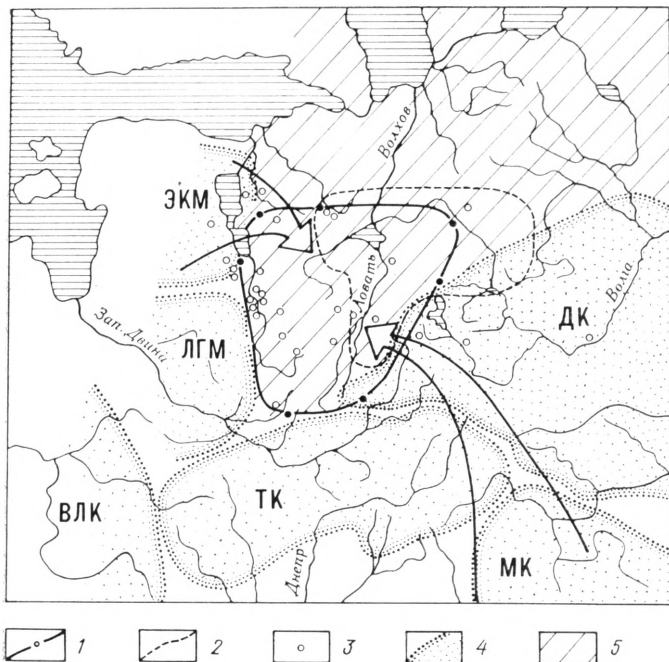 Волхов
ЭКМ
Ловать
Волга
ДК
Зап. Двина
ЛГМ
ВЛК
ТК
Днепр
МК
1 2 3 4 5